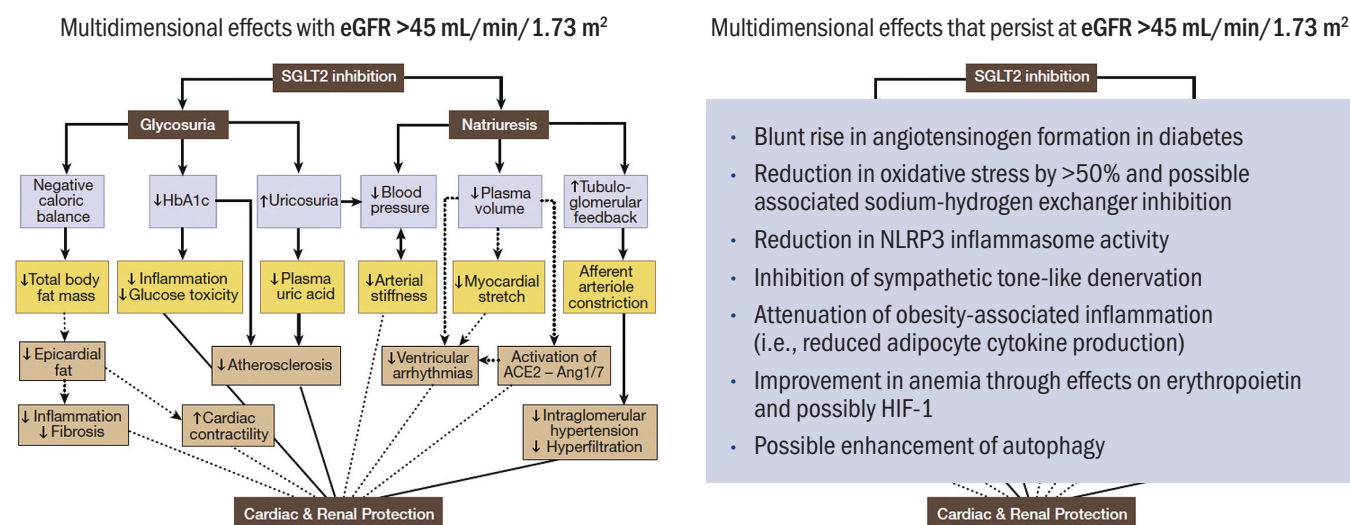 Multidimensional effects with eGFR >45 mL/min/1.73 m²
SGLT2 inhibition
Glycosuria
Natriuresis
Negative
caloric
balance
↓HbA1c
↑Uricosuria
↓Blood
pressure
↓Plasma
volume
↑Tubulo-
glomerular
feedback
↓Total body
fat mass
↓Inflammation
↓Glucose toxicity
↓Plasma
uric acid
↓Arterial
stiffness
↓Myocardial
stretch
Afferent
arteriole
constriction
↓Epicardial
fat
↓Atherosclerosis
↓Ventricular
arrhythmias
Activation of
ACE2 – Ang1/7
↓Inflammation
↓Fibrosis
↑Cardiac
contractility
↓Intraglomerular
hypertension
↓Hyperfiltration
Cardiac & Renal Protection
Multidimensional effects that persist at eGFR >45 mL/min/1.73 m²
SGLT2 inhibition
• Blunt rise in angiotensinogen formation in diabetes
• Reduction in oxidative stress by >50% and possible
associated sodium-hydrogen exchanger inhibition
• Reduction in NLRP3 inflammasome activity
• Inhibition of sympathetic tone-like denervation
• Attenuation of obesity-associated inflammation
(i.e., reduced adipocyte cytokine production)
• Improvement in anemia through effects on erythropoietin
and possibly HIF-1
• Possible enhancement of autophagy
Cardiac & Renal Protection